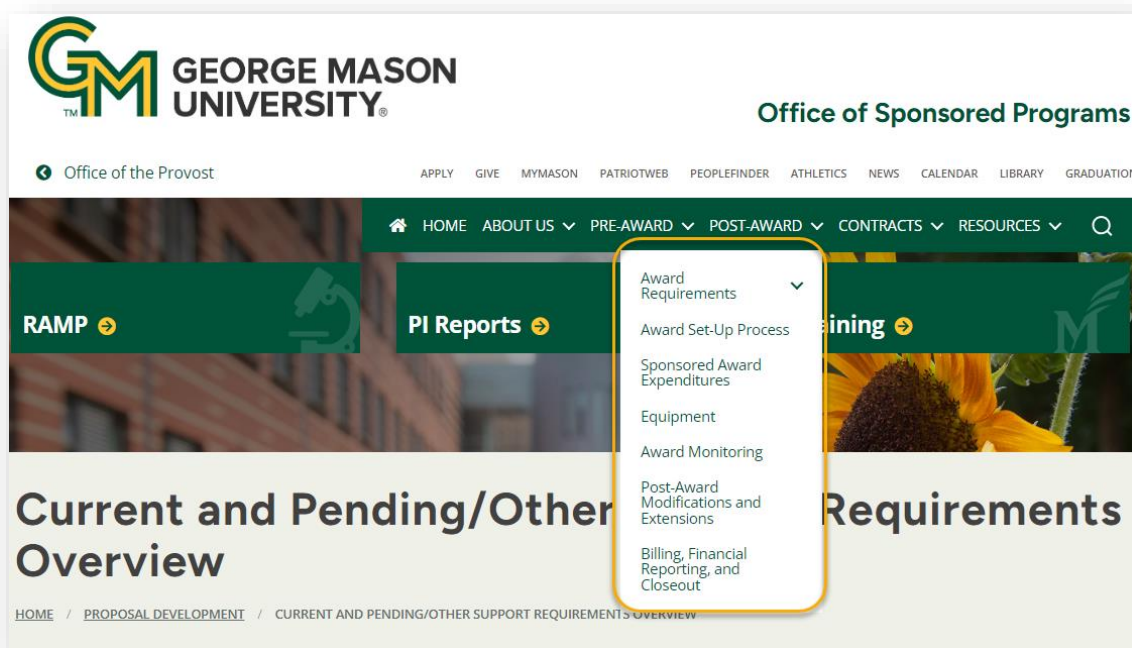 GM
TM
GEORGE MASON
UNIVERSITY®
Office of Sponsored Programs
Office of the Provost
APPLY GIVE MYMASON PATRIOTWEB PEOPLEFINDER ATHLETICS NEWS CALENDAR LIBRARY GRADUATION
HOME ABOUT US PRE-AWARD POST-AWARD CONTRACTS RESOURCES
Award
Requirements
Award Set-Up Process
Sponsored Award
Expenditures
Equipment
Award Monitoring
Post-Award
Modifications and
Extensions
Billing, Financial
Reporting, and
Closeout
RAMP
PI Reports
aining
M
Current and Pending/Other Requirements
Overview
HOME / PROPOSAL DEVELOPMENT / CURRENT AND PENDING/OTHER SUPPORT REQUIREMENTS OVERVIEW